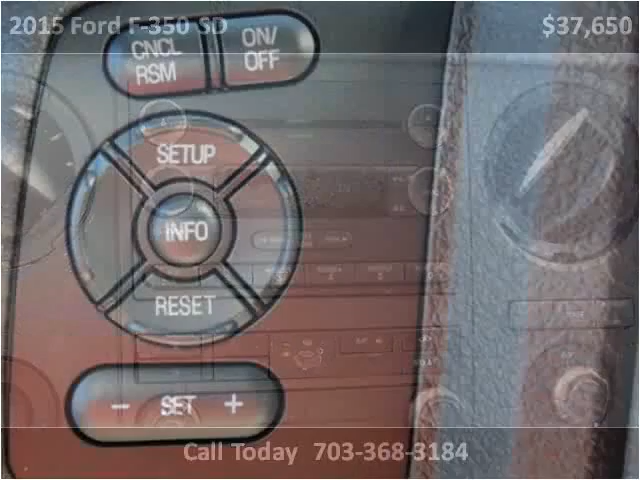 2015 Ford F-350 SD $37,650
CNCL ON/
RSM OFF
SETUP
INFO
RESET
- SET +
Call Today 703-368-3184